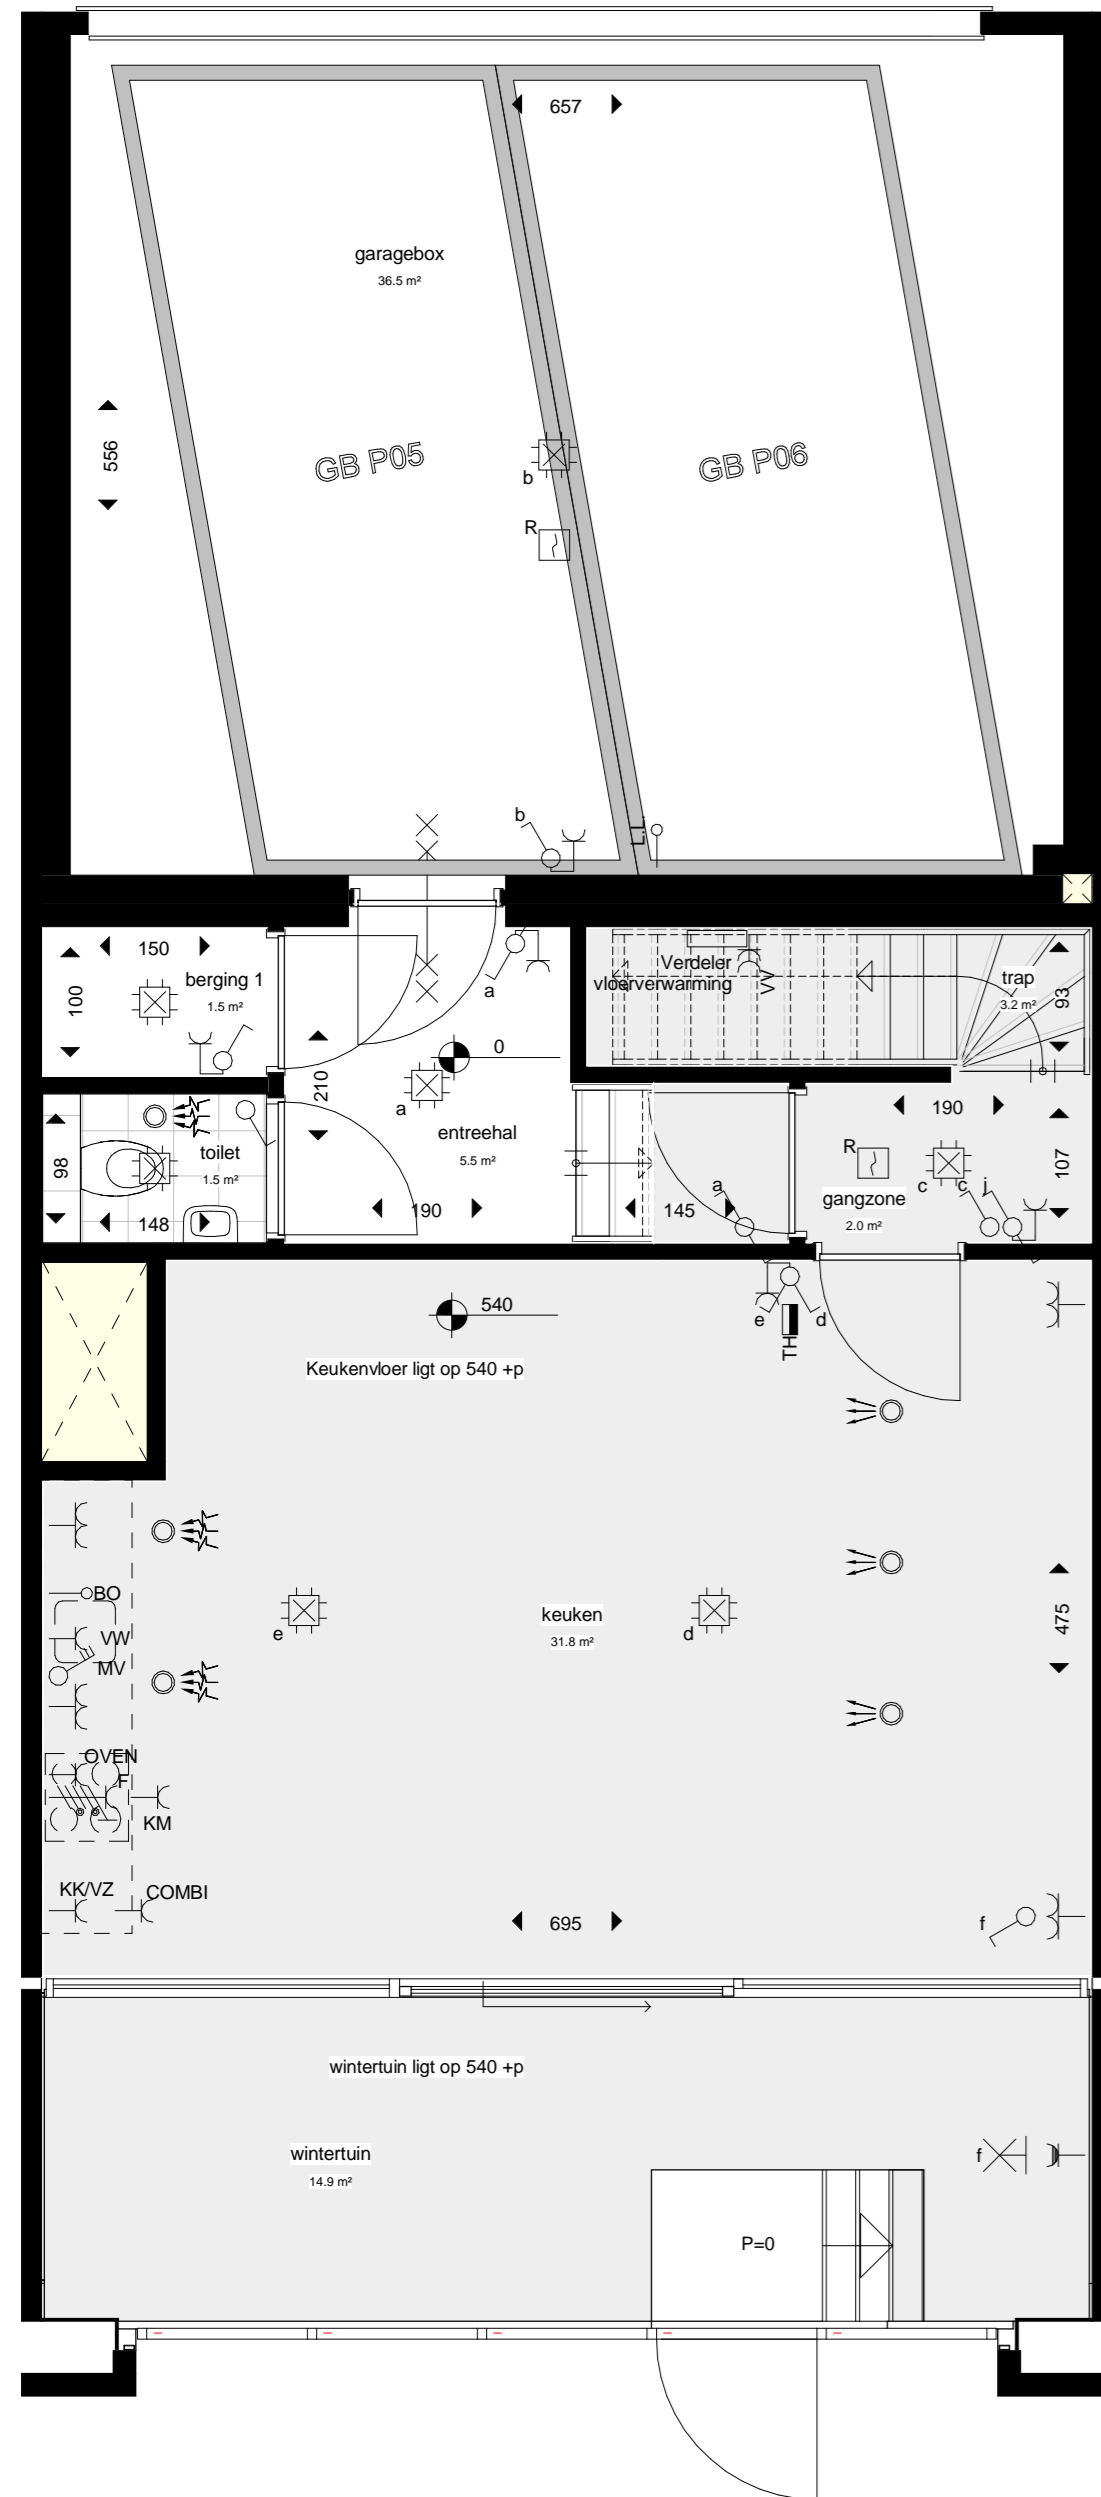 657
garagebox
36.5 m²
556
GB P05
GB P06
b
R
b
LL
150
berging 1
1.5 m²
100
a
Verdeler
vloerverwarming
VV
trap
3.2 m²
93
0
210
a
entreehal
5.5 m²
190
toilet
1.5 m²
98
148
145
a
190
R
c
c
j
gangzone
2.0 m²
107
540
e
d
TH
Keukenvloer ligt op 540 +p
BO
VW
MV
e
keuken
31.8 m²
d
475
OVEN
F
KM
KK/VZ
COMBI
695
f
wintertuin ligt op 540 +p
wintertuin
14.9 m²
f
P=0